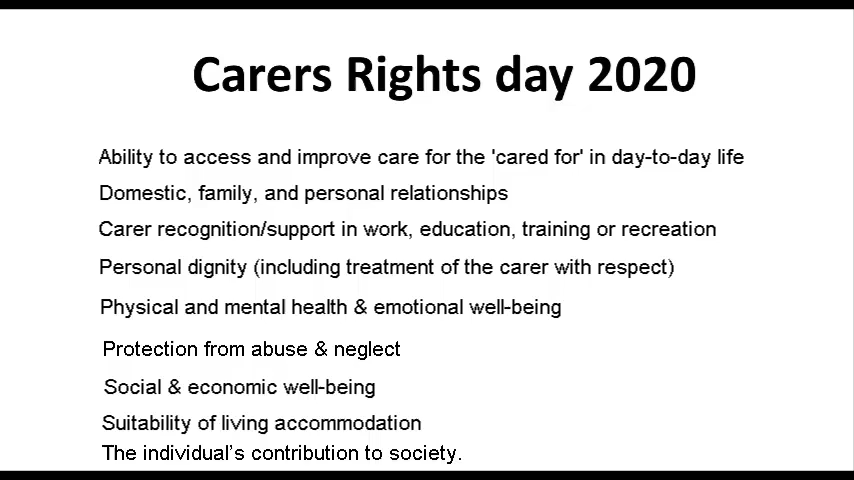 Carers Rights day 2020
Ability to access and improve care for the 'cared for' in day-to-day life
Domestic, family, and personal relationships
Carer recognition/support in work, education, training or recreation
Personal dignity (including treatment of the carer with respect)
Physical and mental health & emotional well-being
Protection from abuse & neglect
Social & economic well-being
Suitability of living accommodation
The individual’s contribution to society.